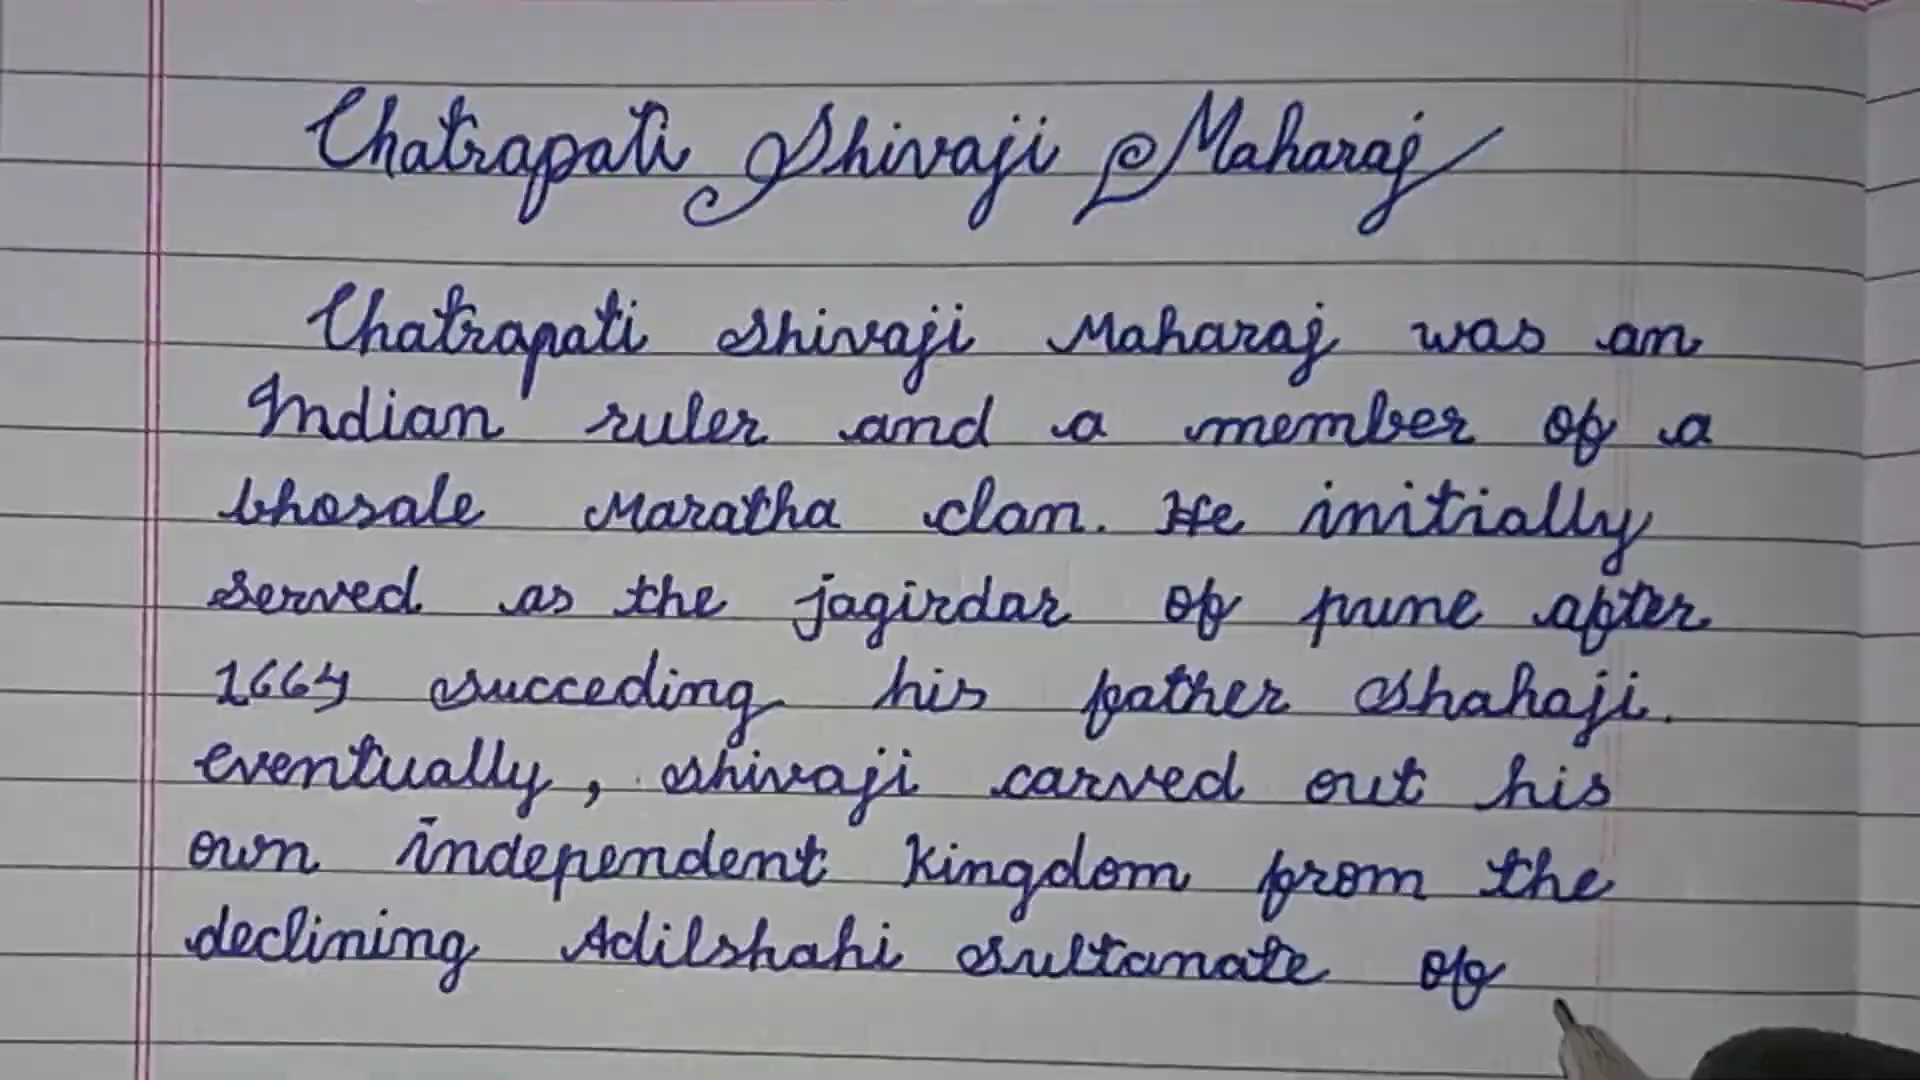 Chatrapati Shivaji Maharaj
Chatrapati Shivaji Maharaj was an
Indian ruler and a member of a
bhosale Maratha clan. He initially
served as the jagirdar of pune after
1664 succeding his father Shahaji.
eventually, Shivaji carved out his
own independent Kingdom from the
declining Adilshahi Sultanate of